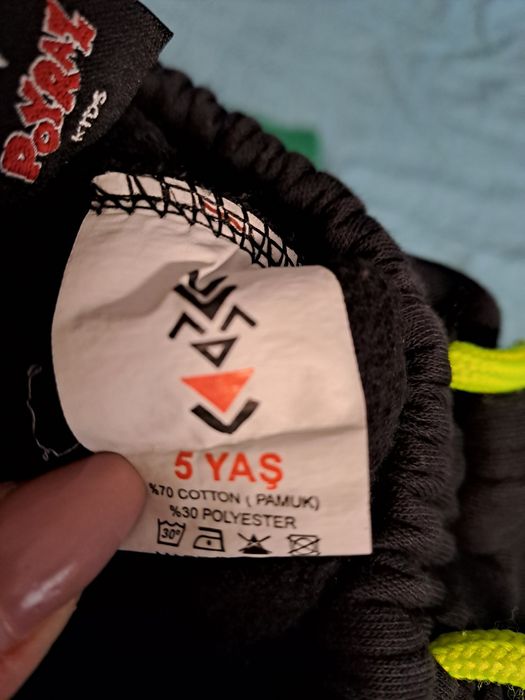 POYRAZ
KIDS
5 YAŞ
%70 COTTON ( PAMUK)
%30 POLYESTER
30°